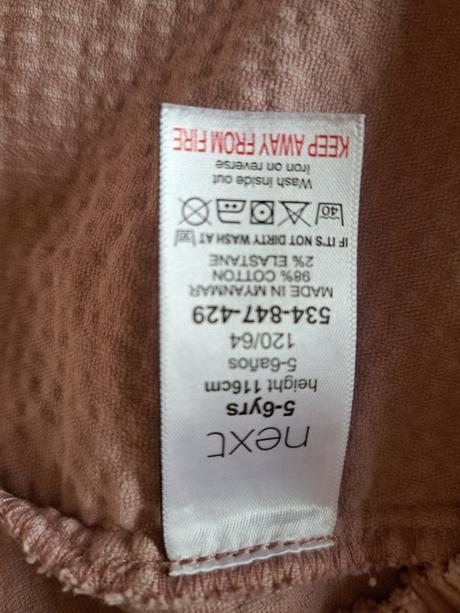 next
5-6yrs
height 116cm
5-6años
120/64
534-847-429
MADE IN MYANMAR
98% COTTON
2% ELASTANE
IF IT'S NOT DIRTY WASH AT 30
40
Wash inside out
Iron on reverse
KEEP AWAY FROM FIRE